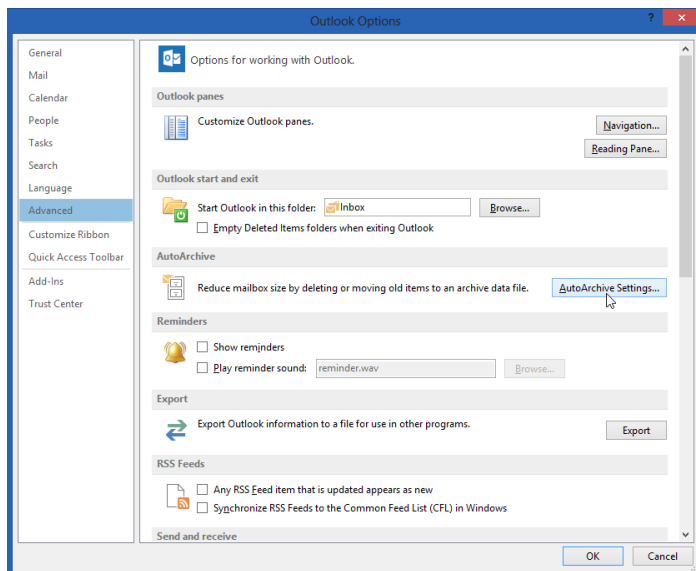 Outlook Options
?
General
Mail
Calendar
People
Tasks
Search
Language
Advanced
Customize Ribbon
Quick Access Toolbar
Add-Ins
Trust Center
Options for working with Outlook.
Outlook panes
Customize Outlook panes.
Navigation...
Reading Pane...
Outlook start and exit
Start Outlook in this folder: Inbox Browse...
Empty Deleted Items folders when exiting Outlook
AutoArchive
Reduce mailbox size by deleting or moving old items to an archive data file. AutoArchive Settings...
Reminders
Show reminders
Play reminder sound: reminder.wav Browse...
Export
Export Outlook information to a file for use in other programs.
Export
RSS Feeds
Any RSS Feed item that is updated appears as new
Synchronize RSS Feeds to the Common Feed List (CFL) in Windows
Send and receive
OK Cancel